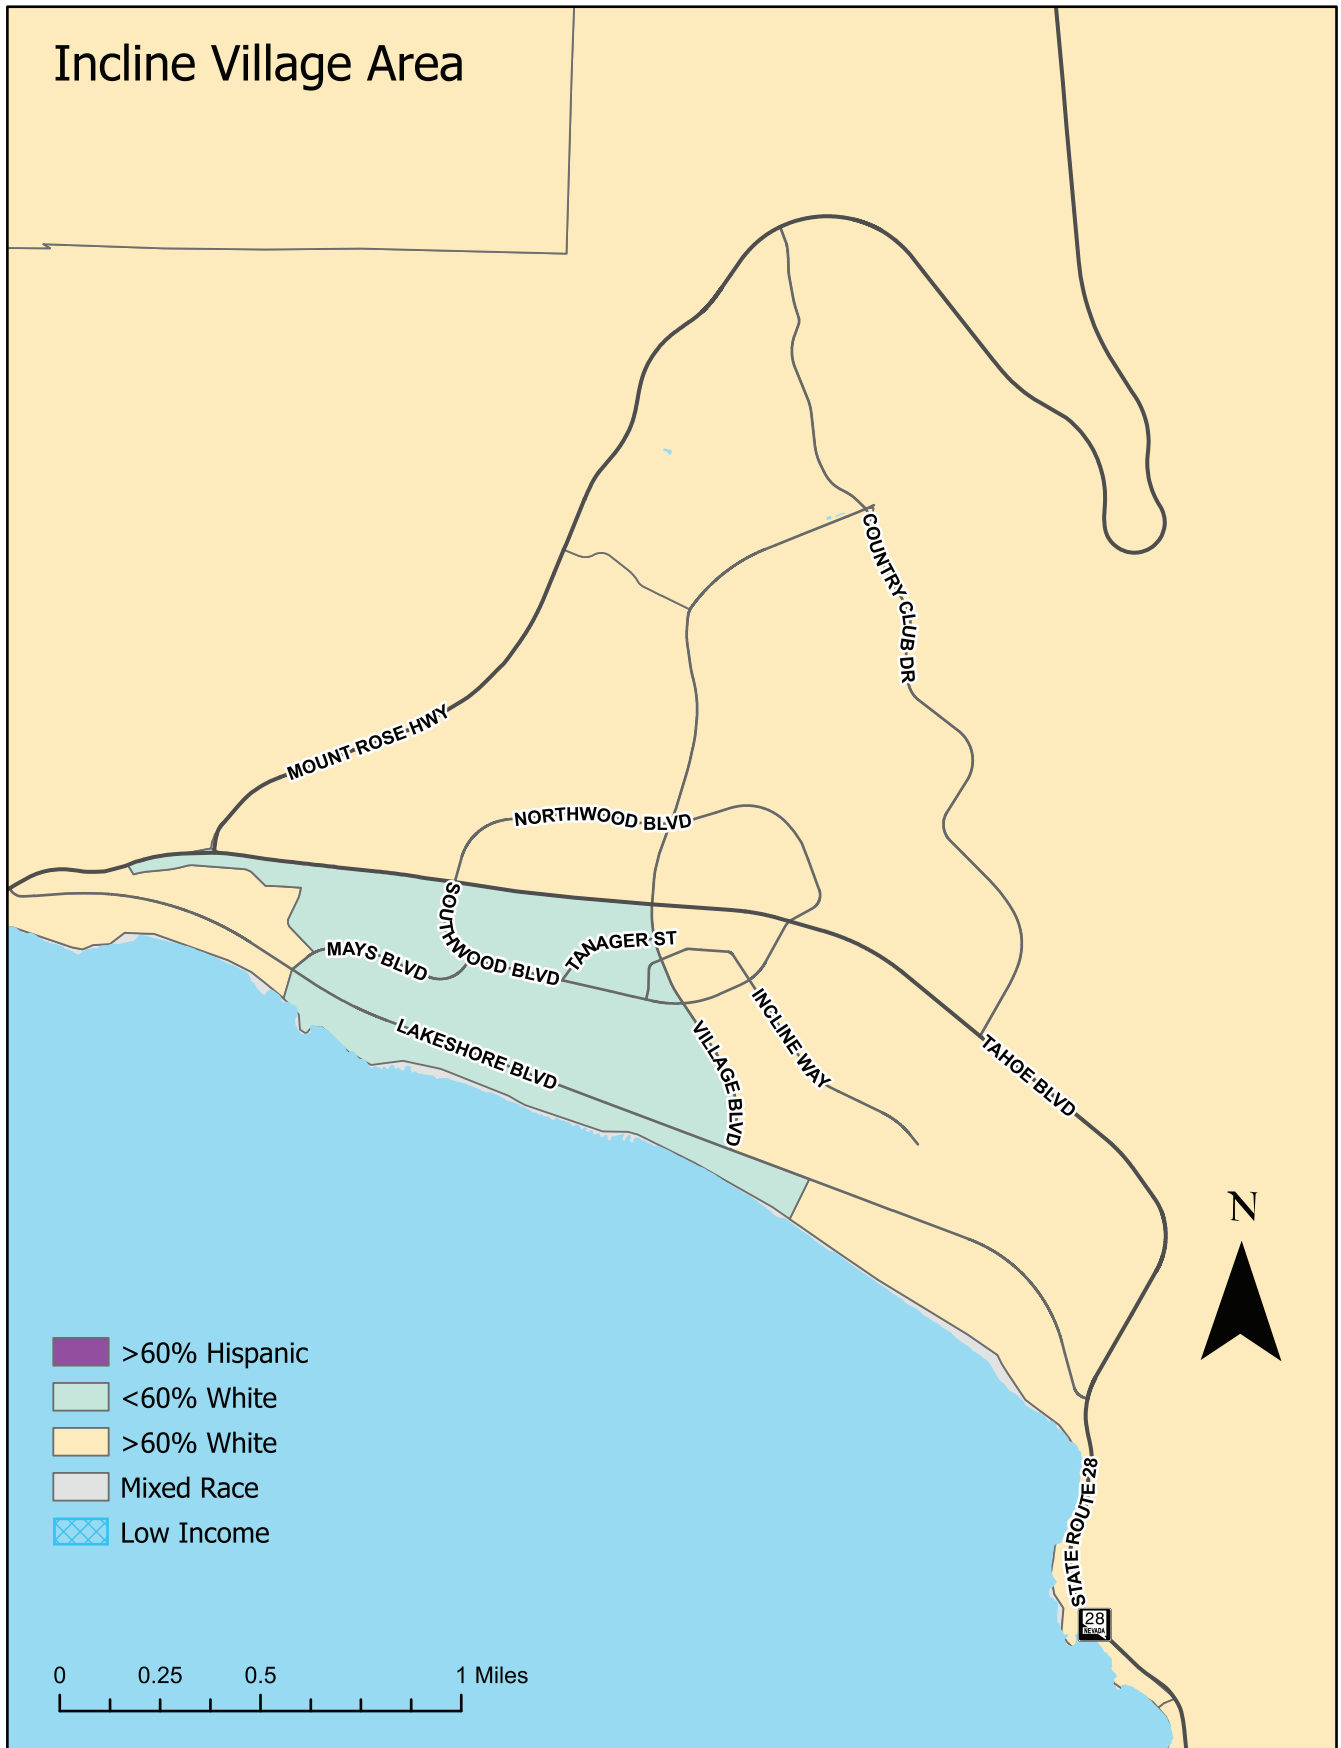 Incline Village Area
COUNTRY CLUB DR
MOUNT ROSE HWY
NORTHWOOD BLVD
SOUTHWOOD BLVD
TANAGER ST
MAYS BLVD
INCLINE WAY
LAKESHORE BLVD
VILLAGE BLVD
TAHOE BLVD
N
>60% Hispanic
<60% White
>60% White
Mixed Race
Low Income
STATE ROUTE 28
28
NEVADA
0 0.25 0.5 1 Miles